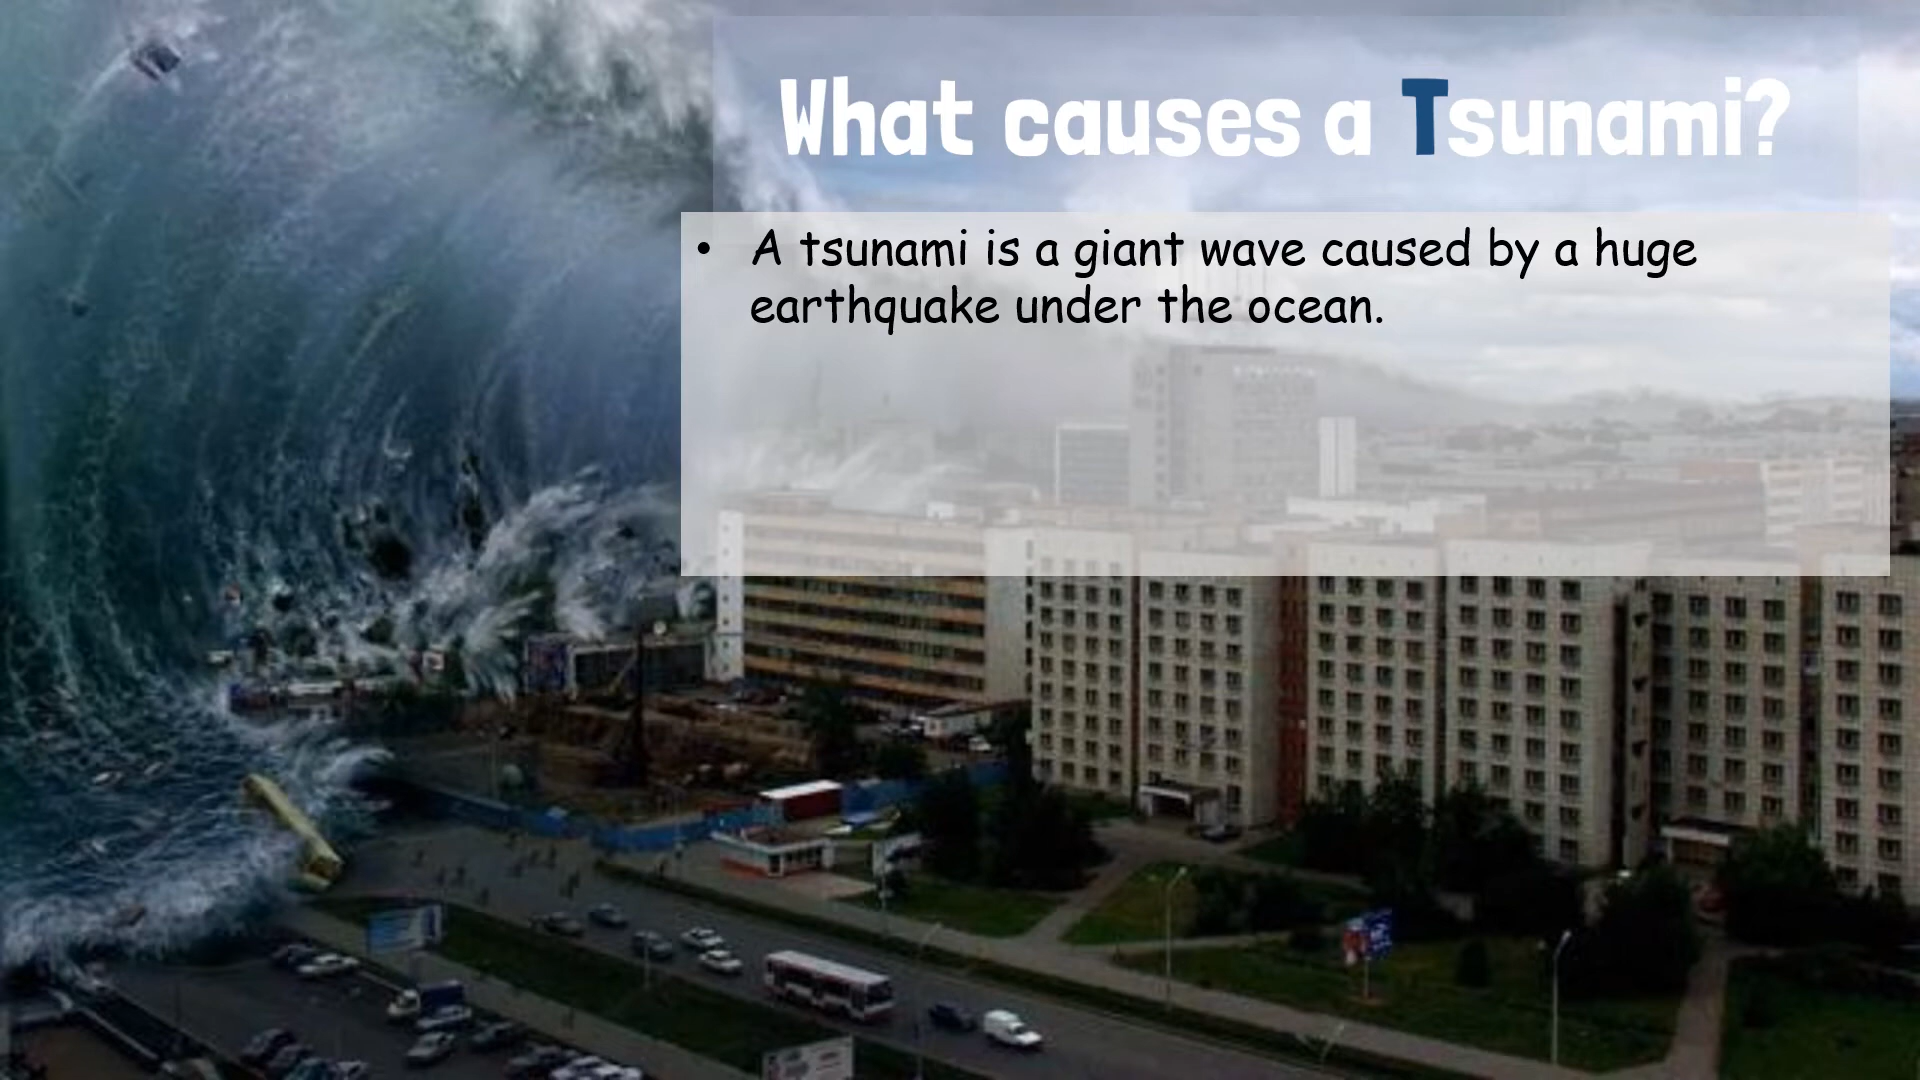 What causes a Tsunami?
• A tsunami is a giant wave caused by a huge
earthquake under the ocean.